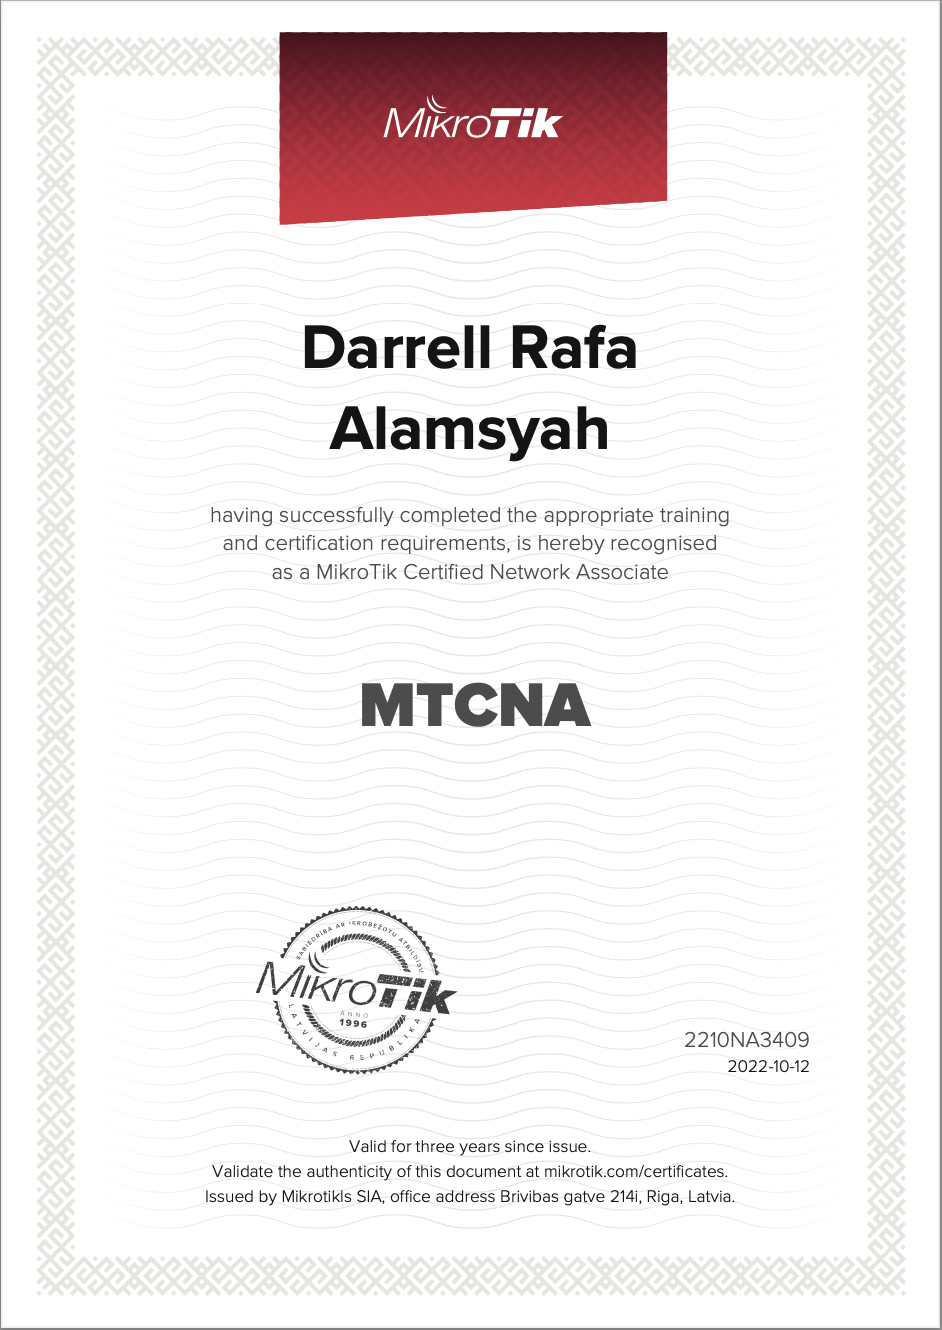 MikroTik
Darrell Rafa
Alamsyah
having successfully completed the appropriate training
and certification requirements, is hereby recognised
as a MikroTik Certified Network Associate
MTCNA
SABIEDRĪBA AR IEROBEŽOTU ATBILDĪBU
MikroTik
ANNO
1996
LATVIJAS REPUBLIKA
2210NA3409
2022-10-12
Valid for three years since issue.
Validate the authenticity of this document at mikrotik.com/certificates.
Issued by Mikrotikls SIA, office address Brivibas gatve 214i, Riga, Latvia.